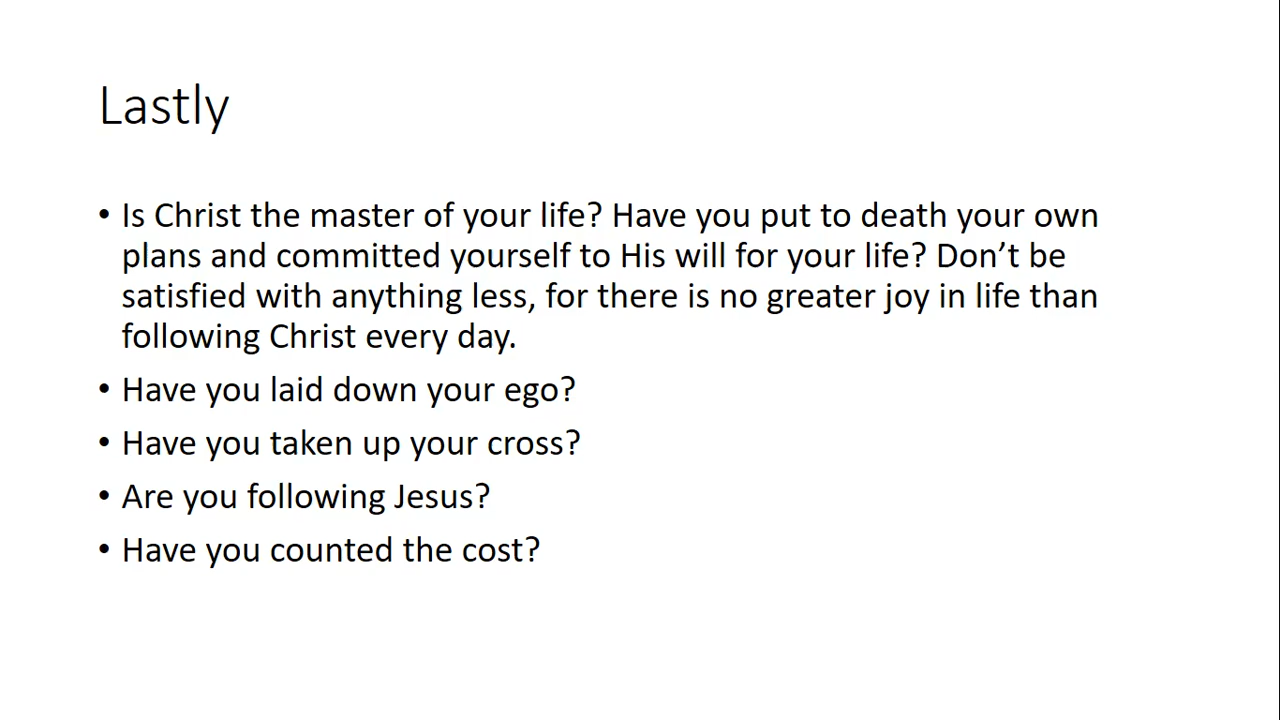 Lastly
• Is Christ the master of your life? Have you put to death your own
plans and committed yourself to His will for your life? Don’t be
satisfied with anything less, for there is no greater joy in life than
following Christ every day.
• Have you laid down your ego?
• Have you taken up your cross?
• Are you following Jesus?
• Have you counted the cost?